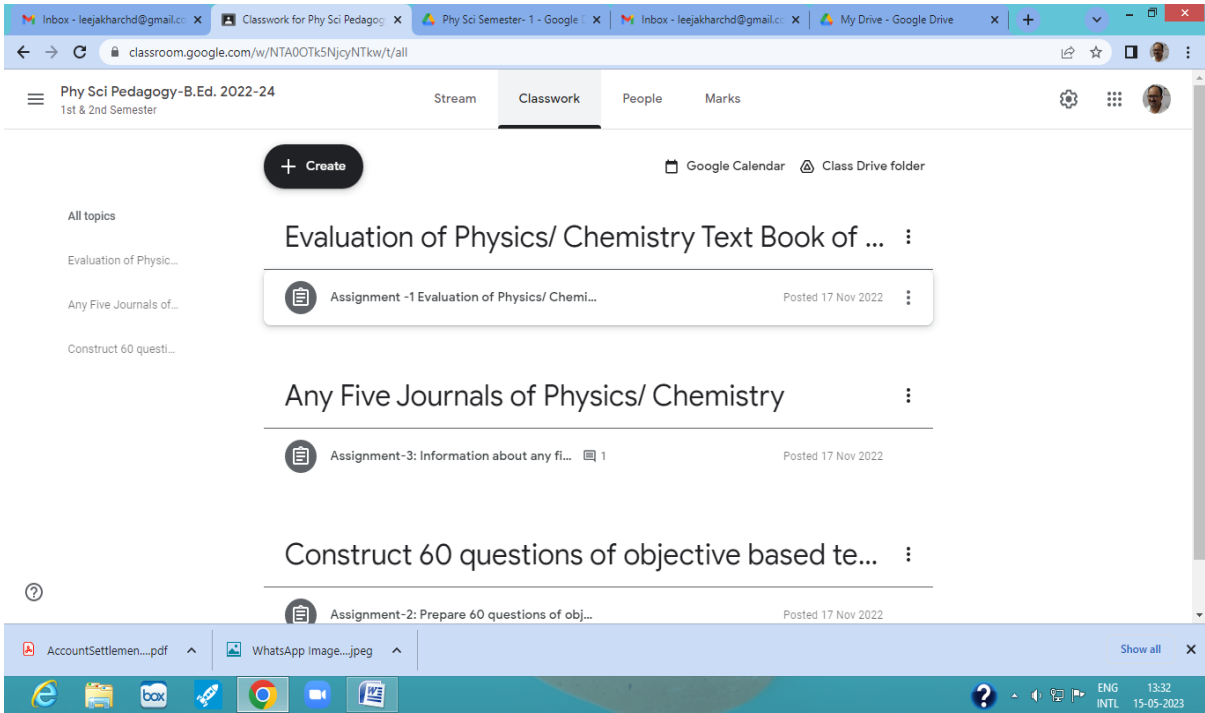 Inbox - leejakharchd@gmail.co
Classwork for Phy Sci Pedagog
Phy Sci Semester- 1 - Google
Inbox - leejakharchd@gmail.co
My Drive - Google Drive
classroom.google.com/w/NTA0OTk5NjcyNTkw/t/all
Phy Sci Pedagogy-B.Ed. 2022-24
1st & 2nd Semester
Stream
Classwork
People
Marks
+ Create
Google Calendar
Class Drive folder
All topics
Evaluation of Physic...
Any Five Journals of...
Construct 60 questi...
Evaluation of Physics/ Chemistry Text Book of ...
Assignment -1 Evaluation of Physics/ Chemi...
Posted 17 Nov 2022
Any Five Journals of Physics/ Chemistry
Assignment-3: Information about any fi...
1
Posted 17 Nov 2022
Construct 60 questions of objective based te...
Assignment-2: Prepare 60 questions of obj...
Posted 17 Nov 2022
AccountSettlemen....pdf
WhatsApp Image....jpeg
Show all
box
ENG
INTL
13:32
15-05-2023